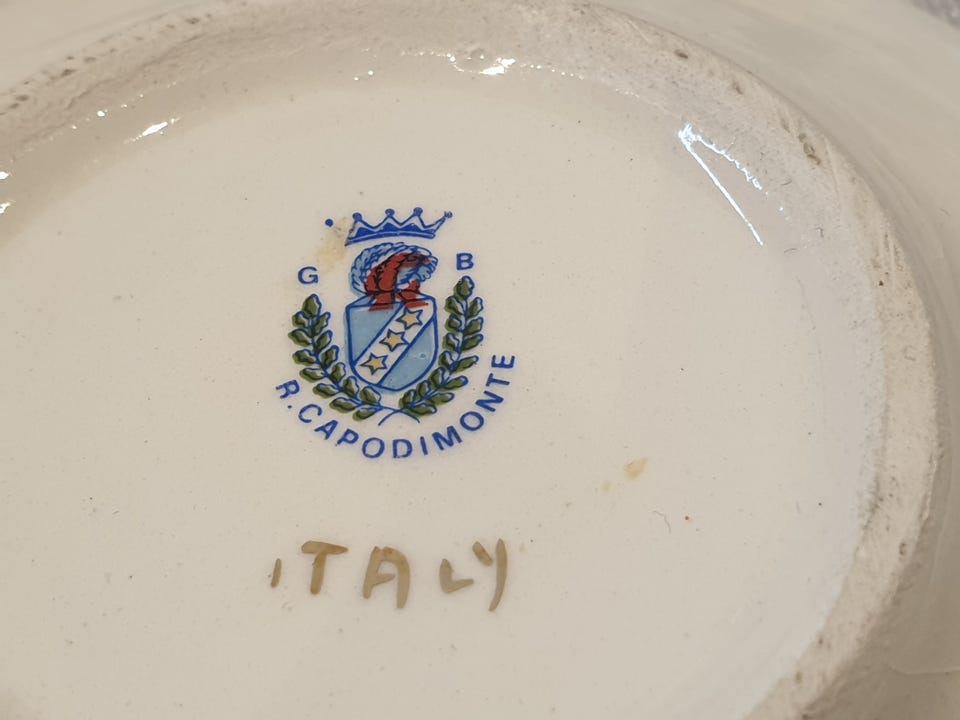 G B
R. CAPODIMONTE
ITALY